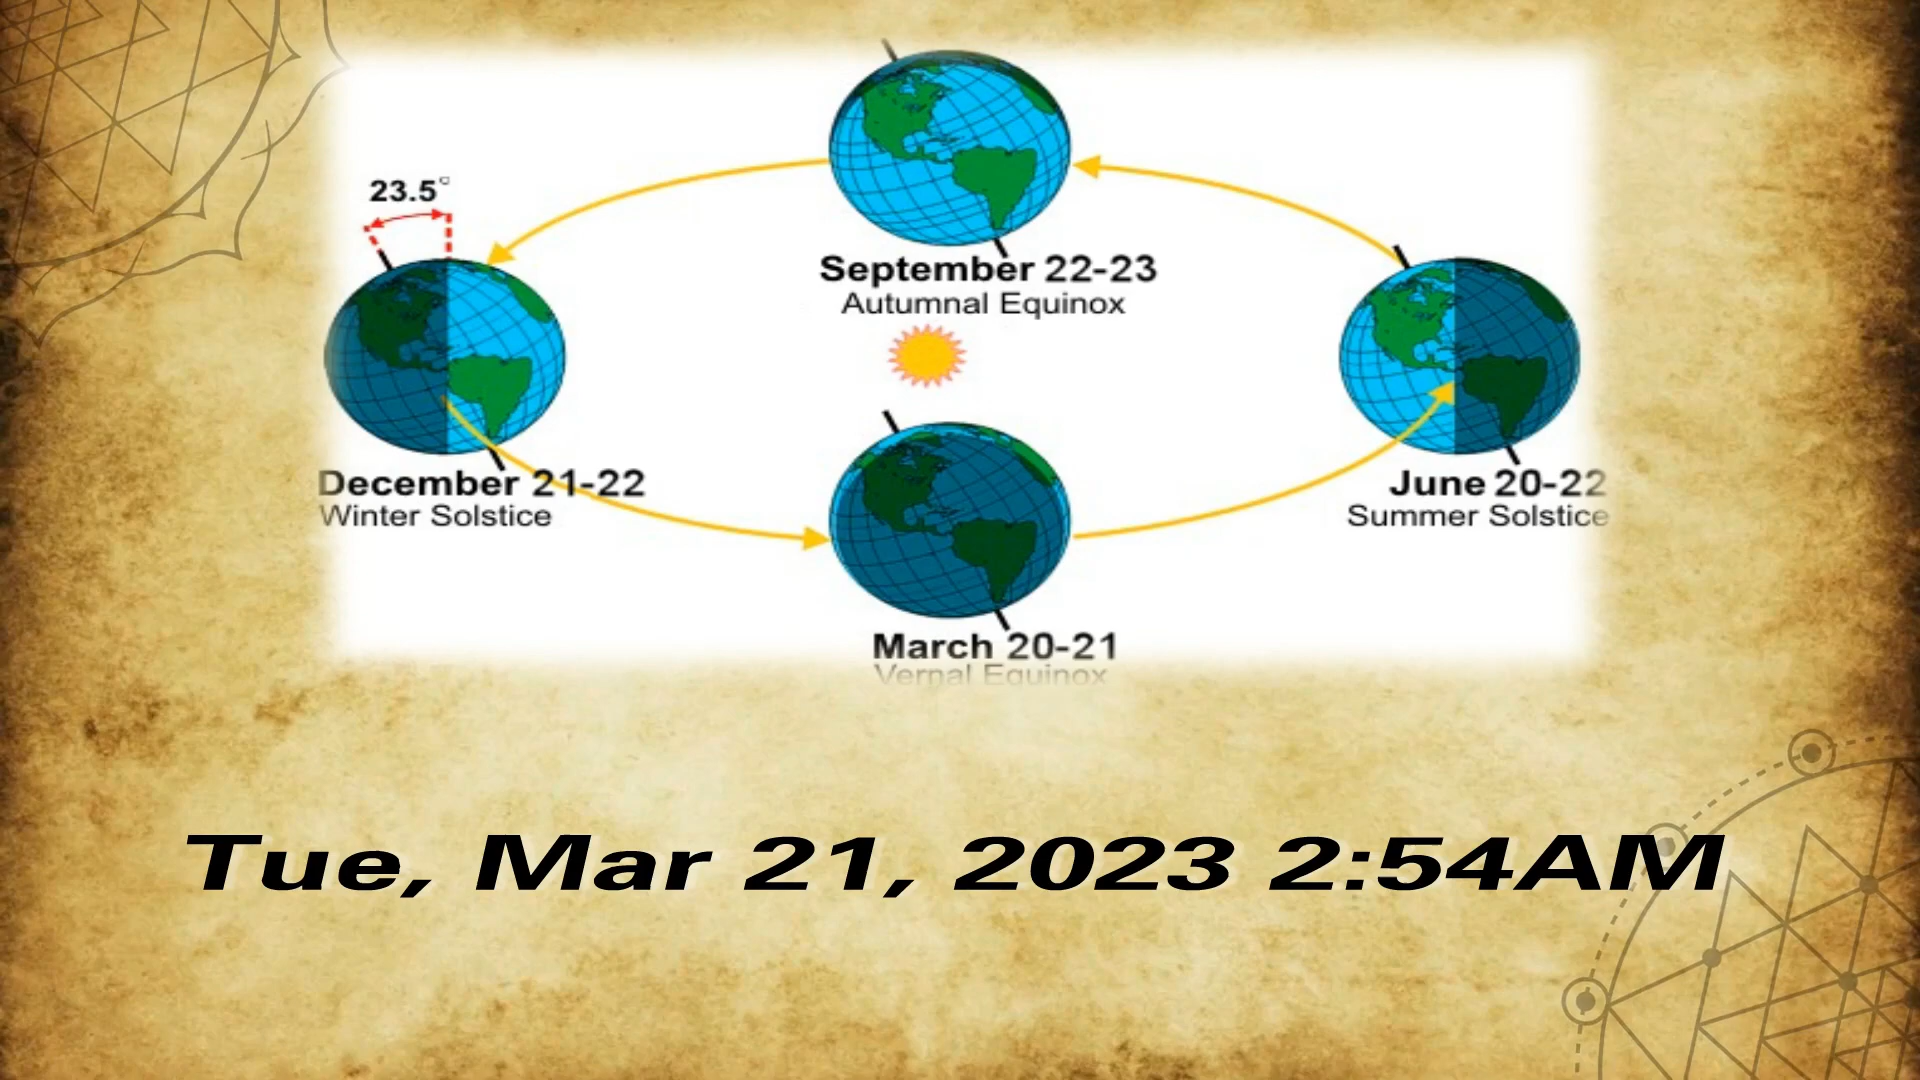 September 22-23
Autumnal Equinox
23.5°
December 21-22
Winter Solstice
June 20-22
Summer Solstice
March 20-21
Vernal Equinox
Tue, Mar 21, 2023 2:54AM